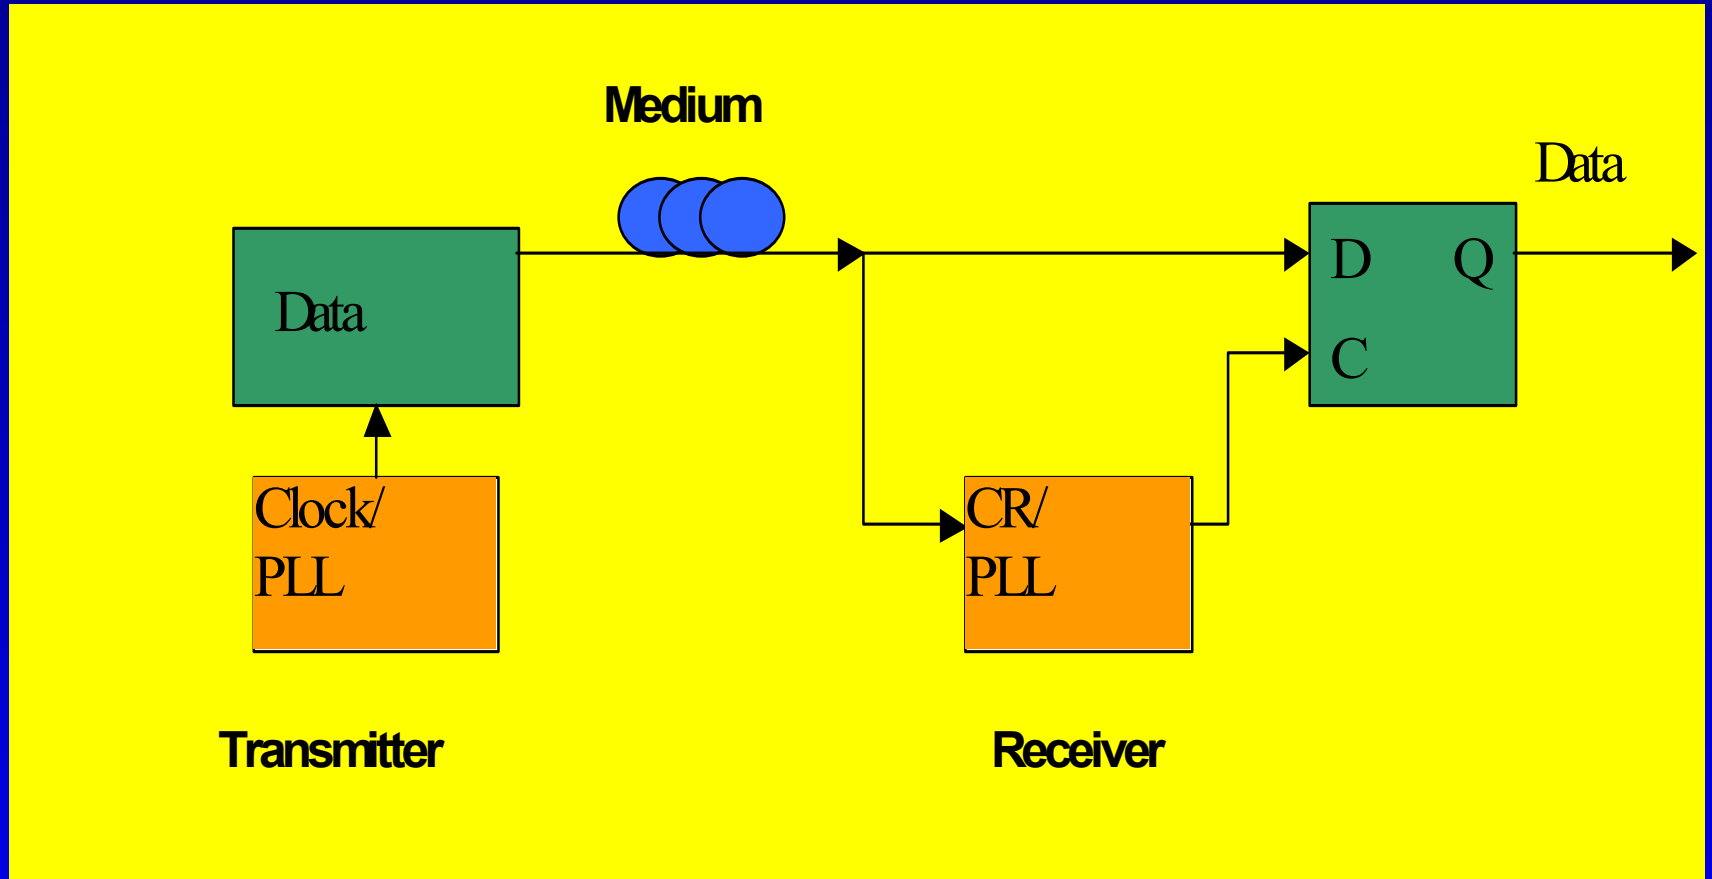 Medium
Data
Data
D Q
C
Clock/
PLL
CR/
PLL
Transmitter
Receiver